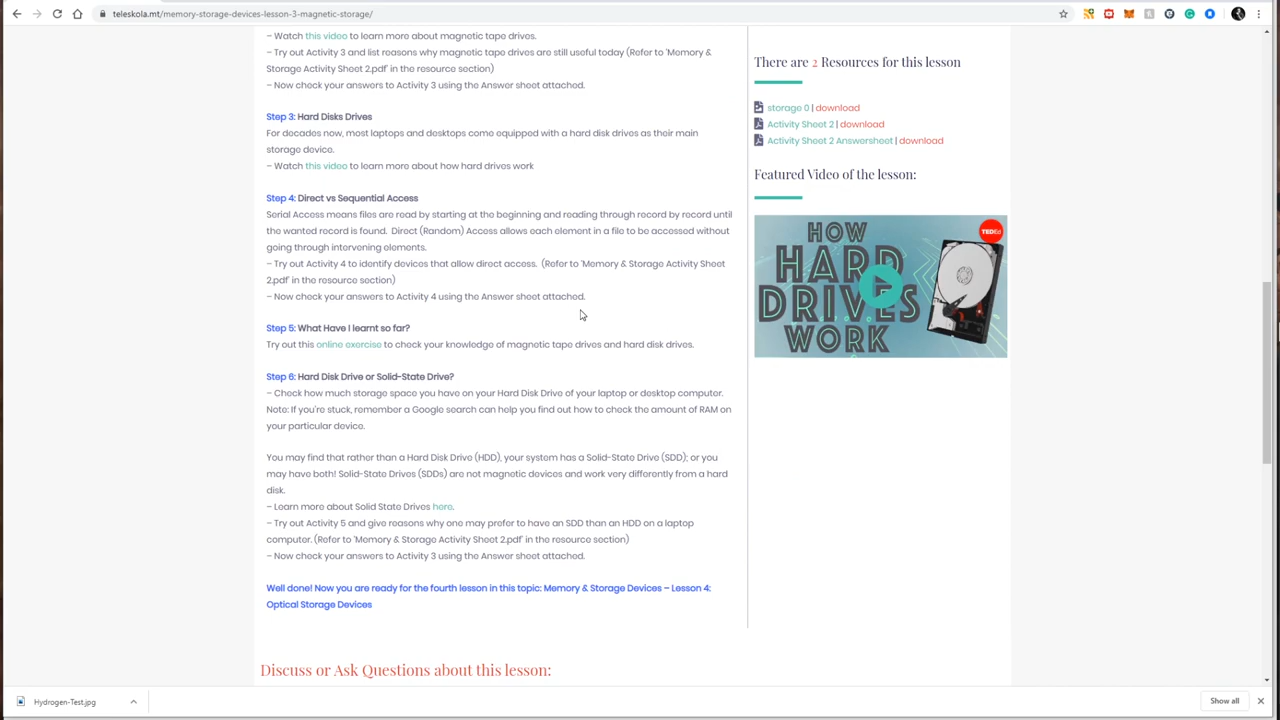 teleskola.mt/memory-storage-devices-lesson-3-magnetic-storage/
– Watch this video to learn more about magnetic tape drives.
– Try out Activity 3 and list reasons why magnetic tape drives are still useful today (Refer to 'Memory &
Storage Activity Sheet 2.pdf' in the resource section)
– Now check your answers to Activity 3 using the Answer sheet attached.
Step 3: Hard Disks Drives
For decades now, most laptops and desktops come equipped with a hard disk drives as their main
storage device.
– Watch this video to learn more about how hard drives work
Step 4: Direct vs Sequential Access
Serial Access means files are read by starting at the beginning and reading through record by record until
the wanted record is found. Direct (Random) Access allows each element in a file to be accessed without
going through intervening elements.
– Try out Activity 4 to identify devices that allow direct access. (Refer to 'Memory & Storage Activity Sheet
2.pdf' in the resource section)
– Now check your answers to Activity 4 using the Answer sheet attached.
Step 5: What Have I learnt so far?
Try out this online exercise to check your knowledge of magnetic tape drives and hard disk drives.
Step 6: Hard Disk Drive or Solid-State Drive?
– Check how much storage space you have on your Hard Disk Drive of your laptop or desktop computer.
Note: If you're stuck, remember a Google search can help you find out how to check the amount of RAM on
your particular device.
You may find that rather than a Hard Disk Drive (HDD), your system has a Solid-State Drive (SDD); or you
may have both! Solid-State Drives (SDDs) are not magnetic devices and work very differently from a hard
disk.
– Learn more about Solid State Drives here.
– Try out Activity 5 and give reasons why one may prefer to have an SDD than an HDD on a laptop
computer. (Refer to 'Memory & Storage Activity Sheet 2.pdf' in the resource section)
– Now check your answers to Activity 3 using the Answer sheet attached.
Well done! Now you are ready for the fourth lesson in this topic: Memory & Storage Devices – Lesson 4:
Optical Storage Devices
Discuss or Ask Questions about this lesson:
There are 2 Resources for this lesson
storage 0 | download
Activity Sheet 2 | download
Activity Sheet 2 Answersheet | download
Featured Video of the lesson:
TEDEd
HOW
HARD
DRIVES
WORK
Hydrogen-Test.jpg
Show all